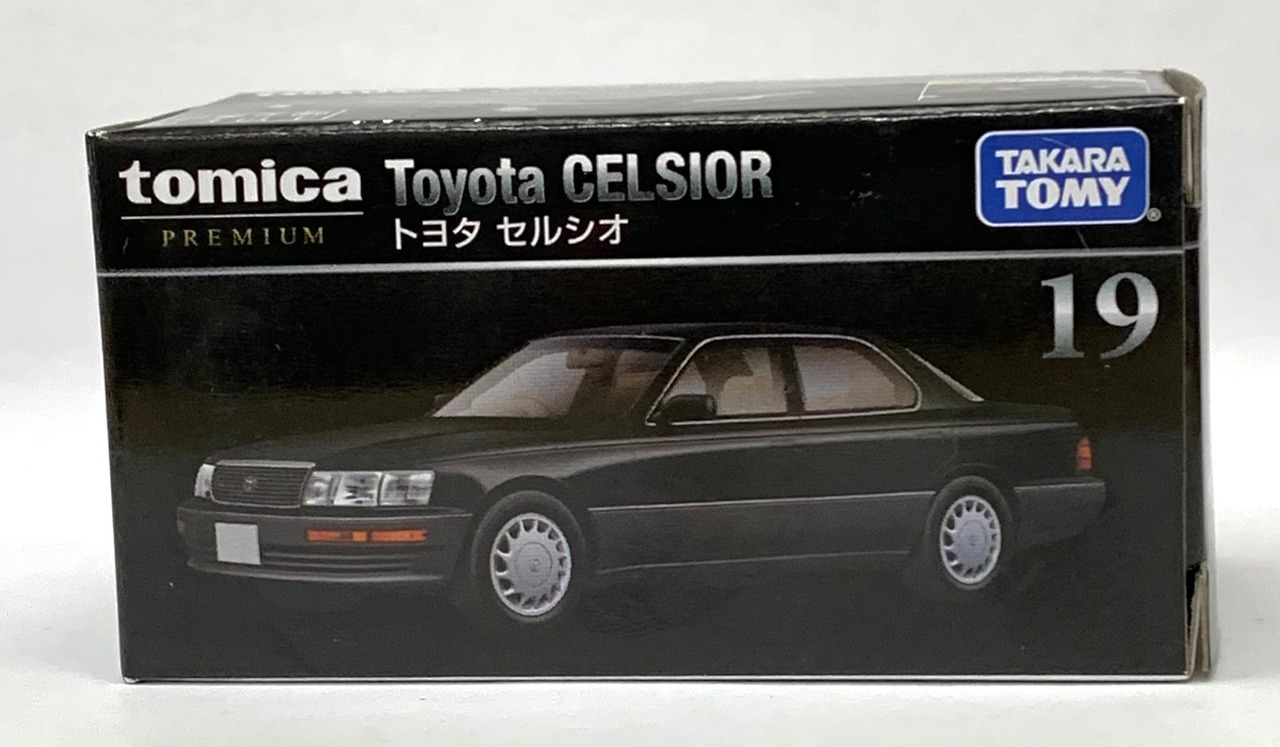 tomica
PREMIUM
Toyota CELSIOR
トヨタ セルシオ
TAKARA
TOMY
®
19